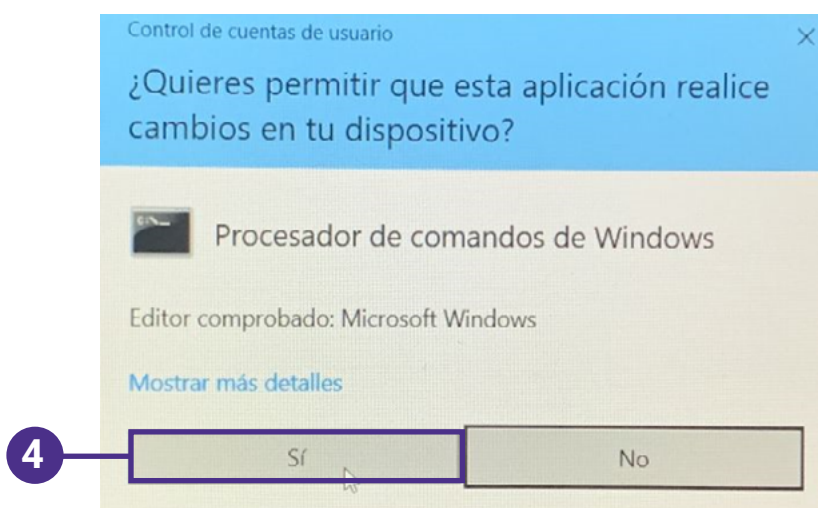 Control de cuentas de usuario
¿Quieres permitir que esta aplicación realice
cambios en tu dispositivo?
C:\_
Procesador de comandos de Windows
Editor comprobado: Microsoft Windows
Mostrar más detalles
4
Sí
No